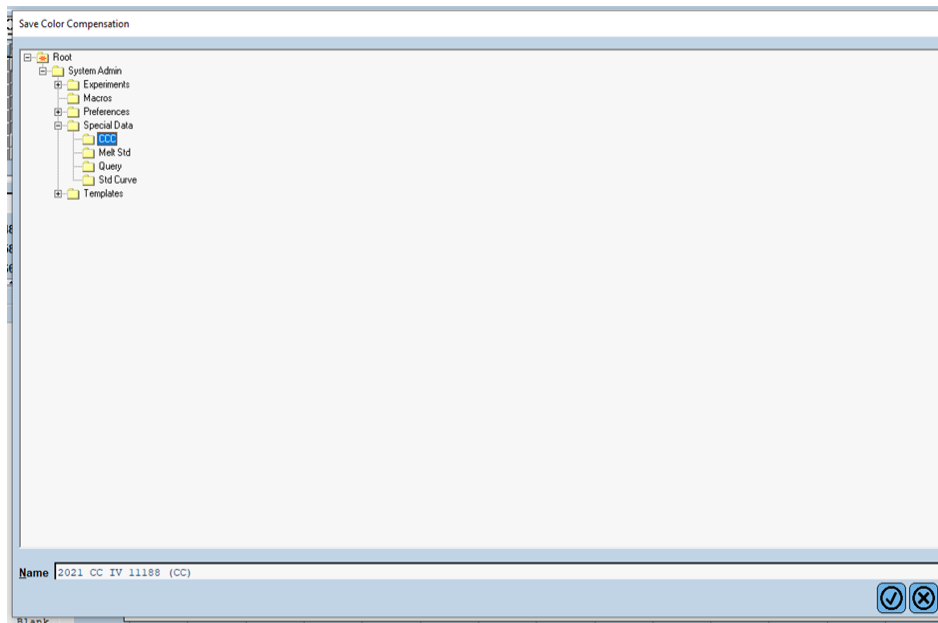 Save Color Compensation
Root
System Admin
Experiments
Macros
Preferences
Special Data
CCC
Melt Std
Query
Std Curve
Templates
Name 2021 CC IV 11188 (CC)
Blank